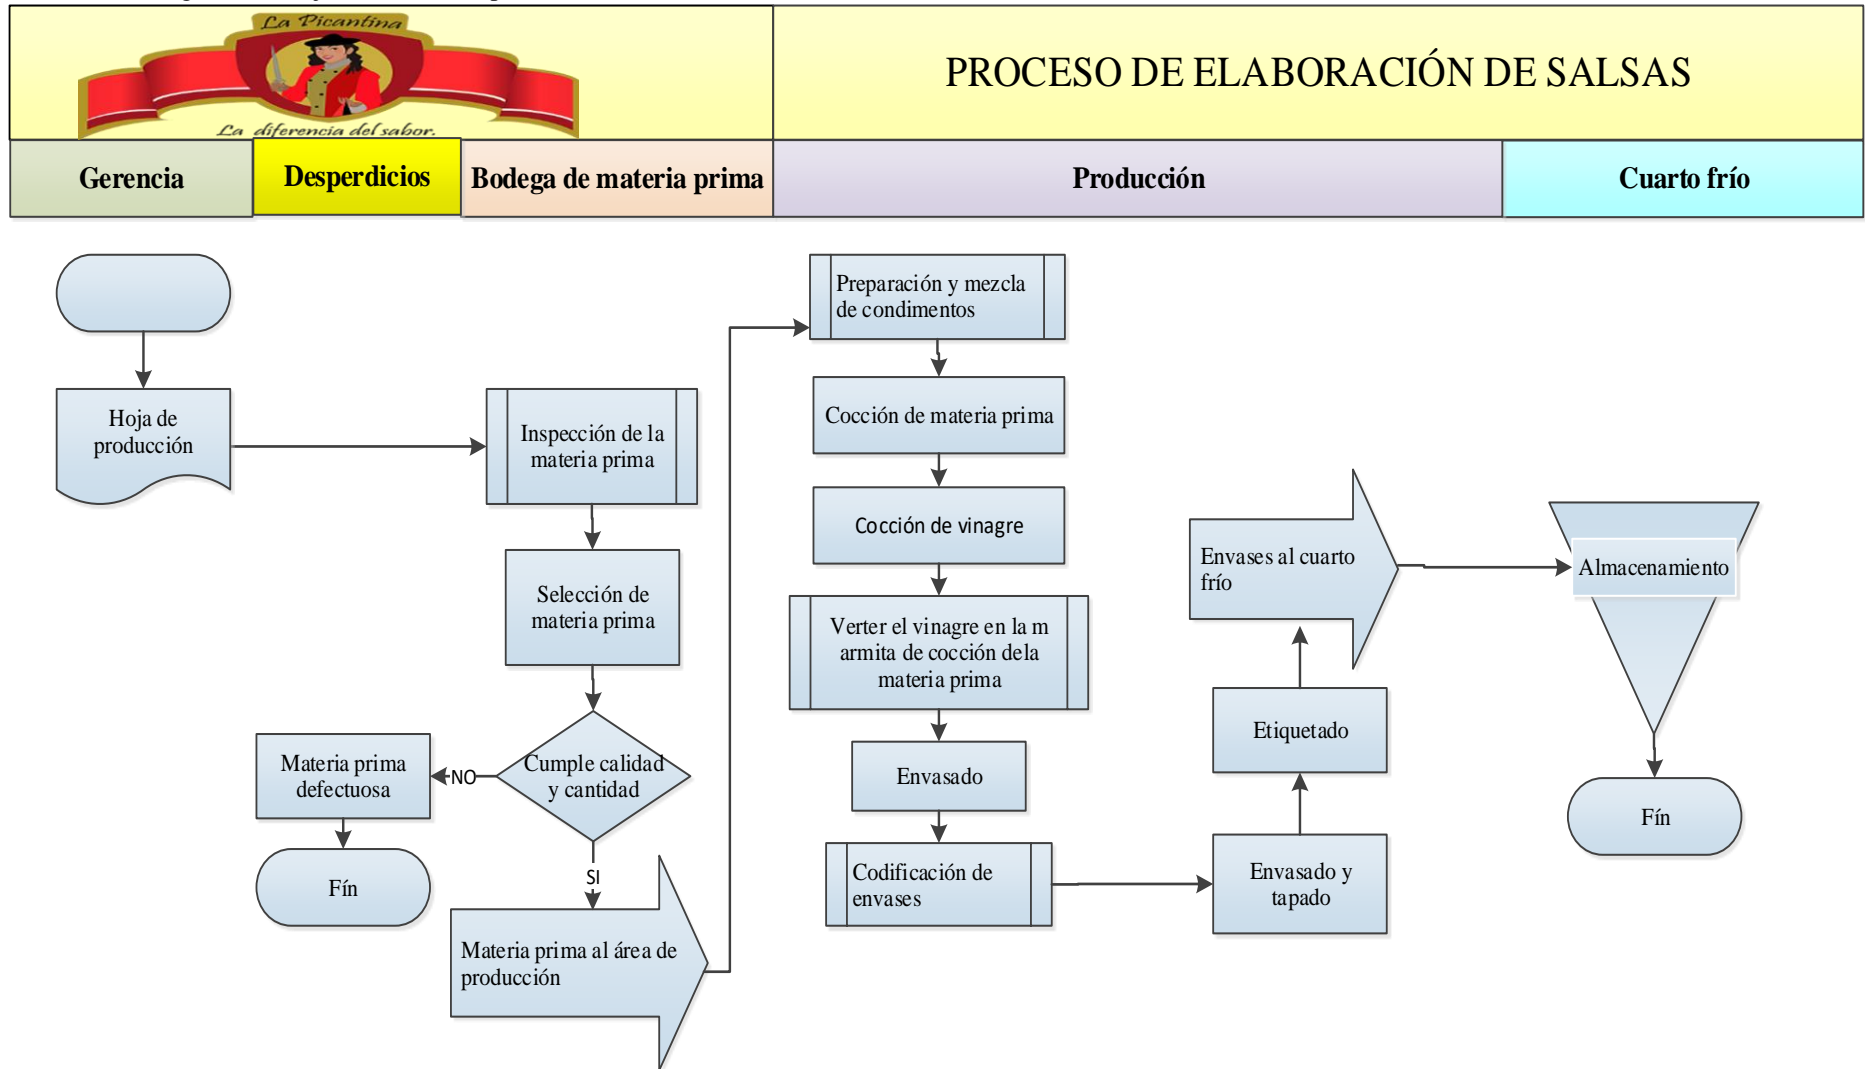 La Picantina
La diferencia del sabor.
PROCESO DE ELABORACIÓN DE SALSAS
Gerencia
Desperdicios
Bodega de materia prima
Producción
Cuarto frío
Hoja de
producción
Inspección de la
materia prima
Selección de
materia prima
Cumple calidad
y cantidad
NO
Materia prima
defectuosa
Fín
SI
Materia prima al área de
producción
Preparación y mezcla
de condimentos
Cocción de materia prima
Cocción de vinagre
Verter el vinagre en la m
armita de cocción dela
materia prima
Envasado
Codificación de
envases
Envasado y
tapado
Etiquetado
Envases al cuarto
frío
Almacenamiento
Fín